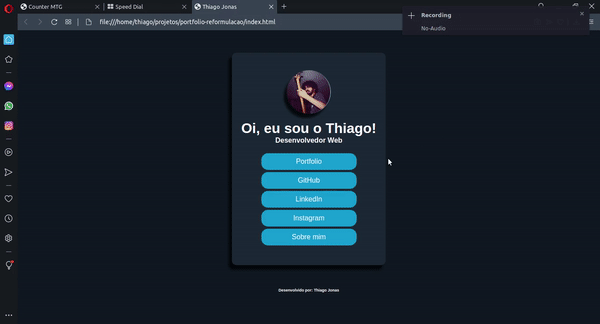 Counter MTG
Speed Dial
Thiago Jonas
file:///home/thiago/projetos/portfolio-reformulacao/index.html
Recording
No-Audio
Oi, eu sou o Thiago!
Desenvolvedor Web
Portfolio
GitHub
LinkedIn
Instagram
Sobre mim
Desenvolvido por: Thiago Jonas